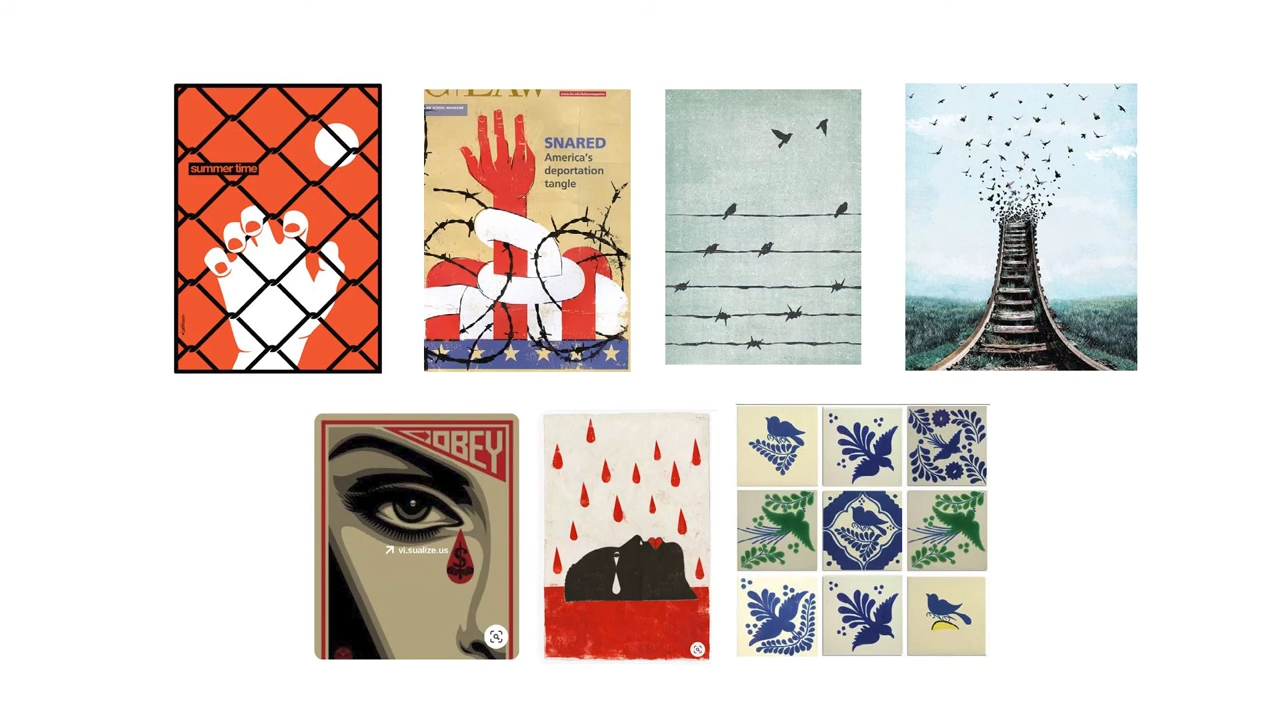 summer time
SNARED
America's
deportation
tangle
OBEY
$
vi.sualize.us